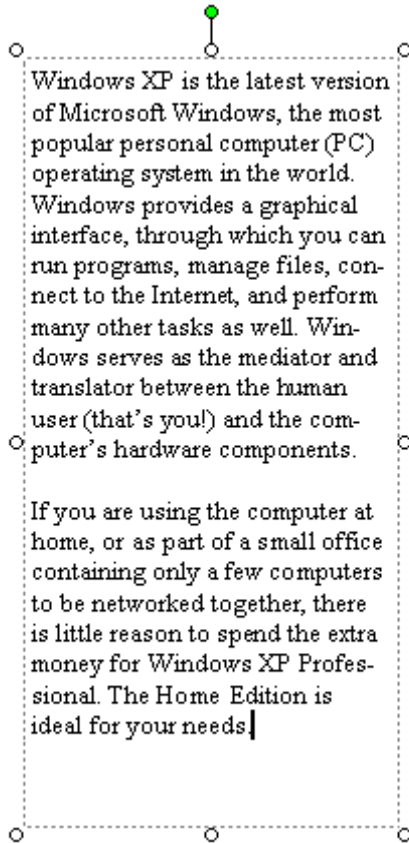 Windows XP is the latest version
of Microsoft Windows, the most
popular personal computer (PC)
operating system in the world.
Windows provides a graphical
interface, through which you can
run programs, manage files, con-
nect to the Internet, and perform
many other tasks as well. Win-
dows serves as the mediator and
translator between the human
user (that's you!) and the com-
puter's hardware components.

If you are using the computer at
home, or as part of a small office
containing only a few computers
to be networked together, there
is little reason to spend the extra
money for Windows XP Profes-
sional. The Home Edition is
ideal for your needs.